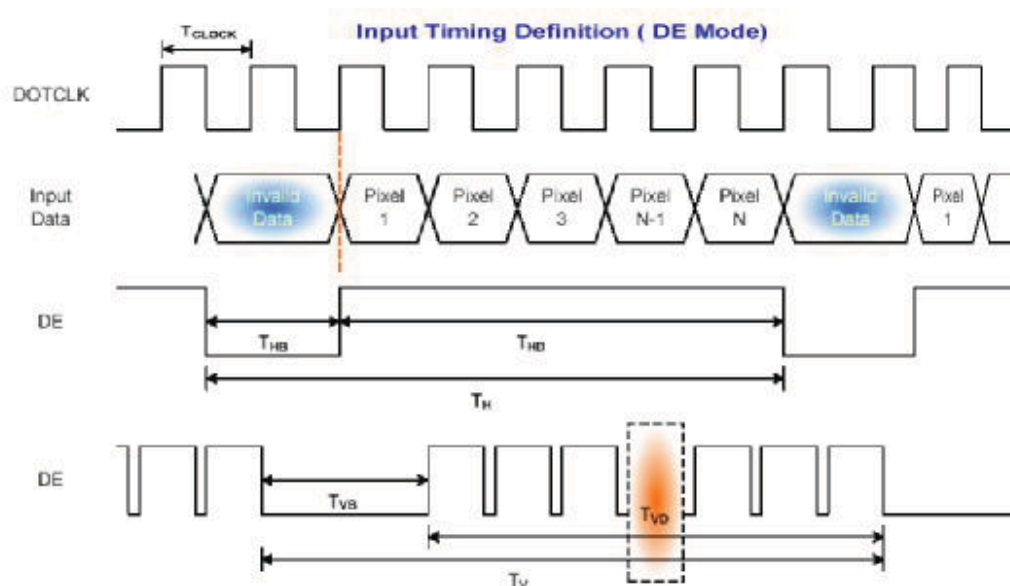 Input Timing Definition ( DE Mode)
TCLOCK
DOTCLK
Input
Data
Invalid
Data
Pixel
1
Pixel
2
Pixel
3
Pixel
N-1
Pixel
N
Invalid
Data
Pixel
1
DE
THB
THD
TH
DE
TVB
TVD
TV